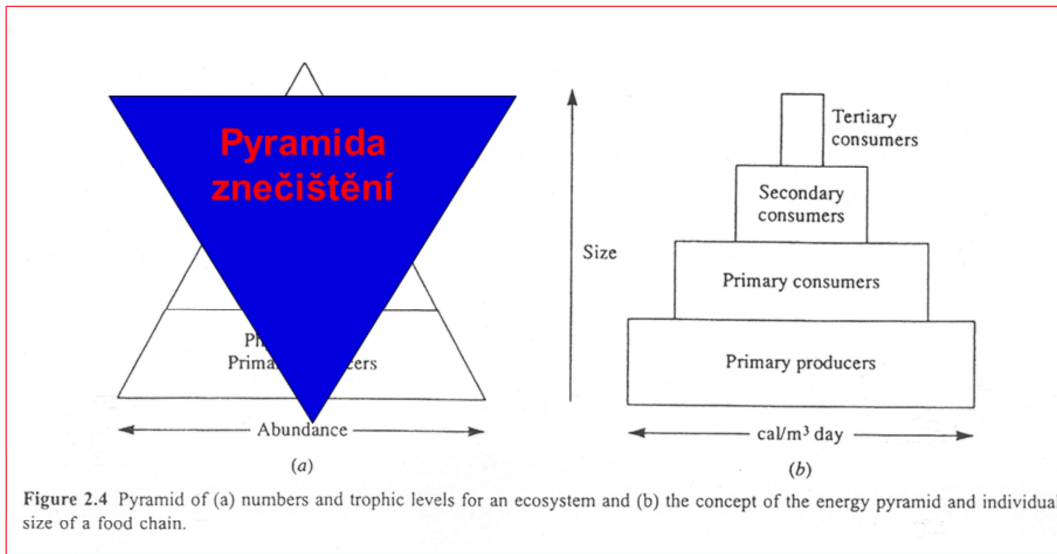 Pyramida
znečištění
Abundance
(a)
Size
Tertiary
consumers
Secondary
consumers
Primary consumers
Primary producers
cal/m³ day
(b)
Figure 2.4 Pyramid of (a) numbers and trophic levels for an ecosystem and (b) the concept of the energy pyramid and individual
size of a food chain.